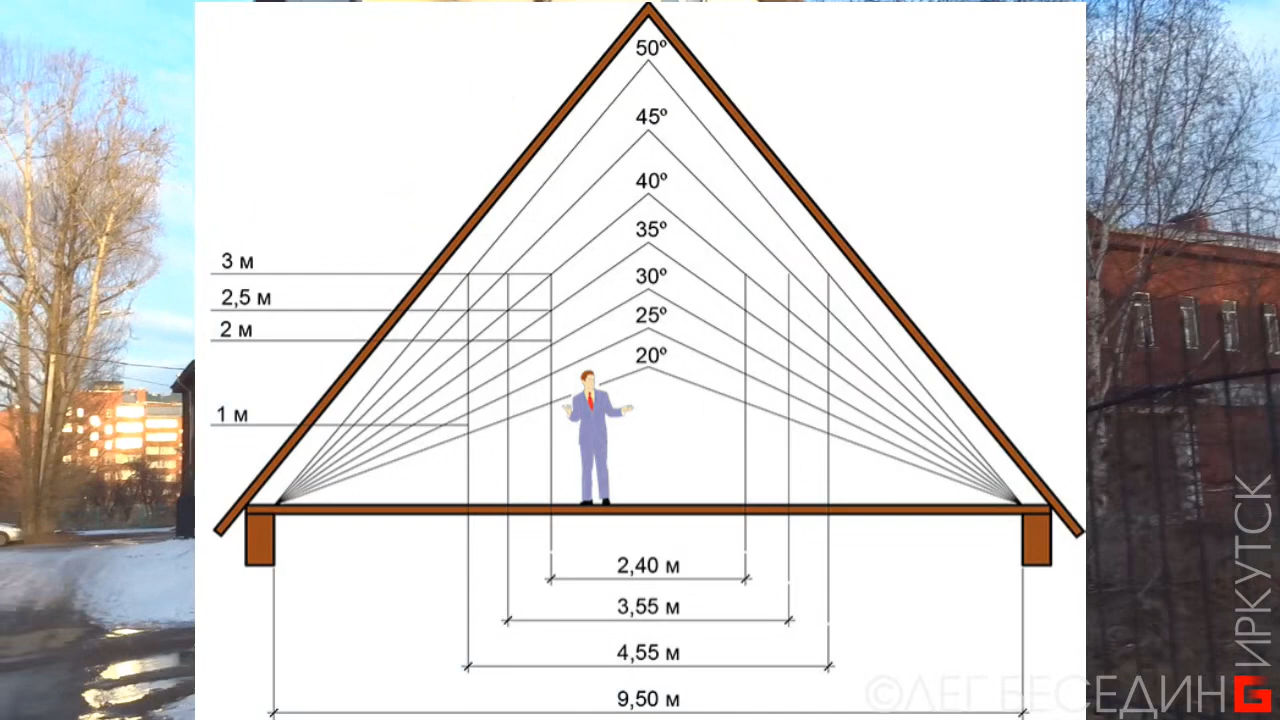 50º
45º
40º
35º
3 м
30º
2,5 м
25º
2 м
20º
1 м
2,40 м
3,55 м
4,55 м
9,50 м
©ЛЕГ БЕСЕДИН G
ИРКУТСК